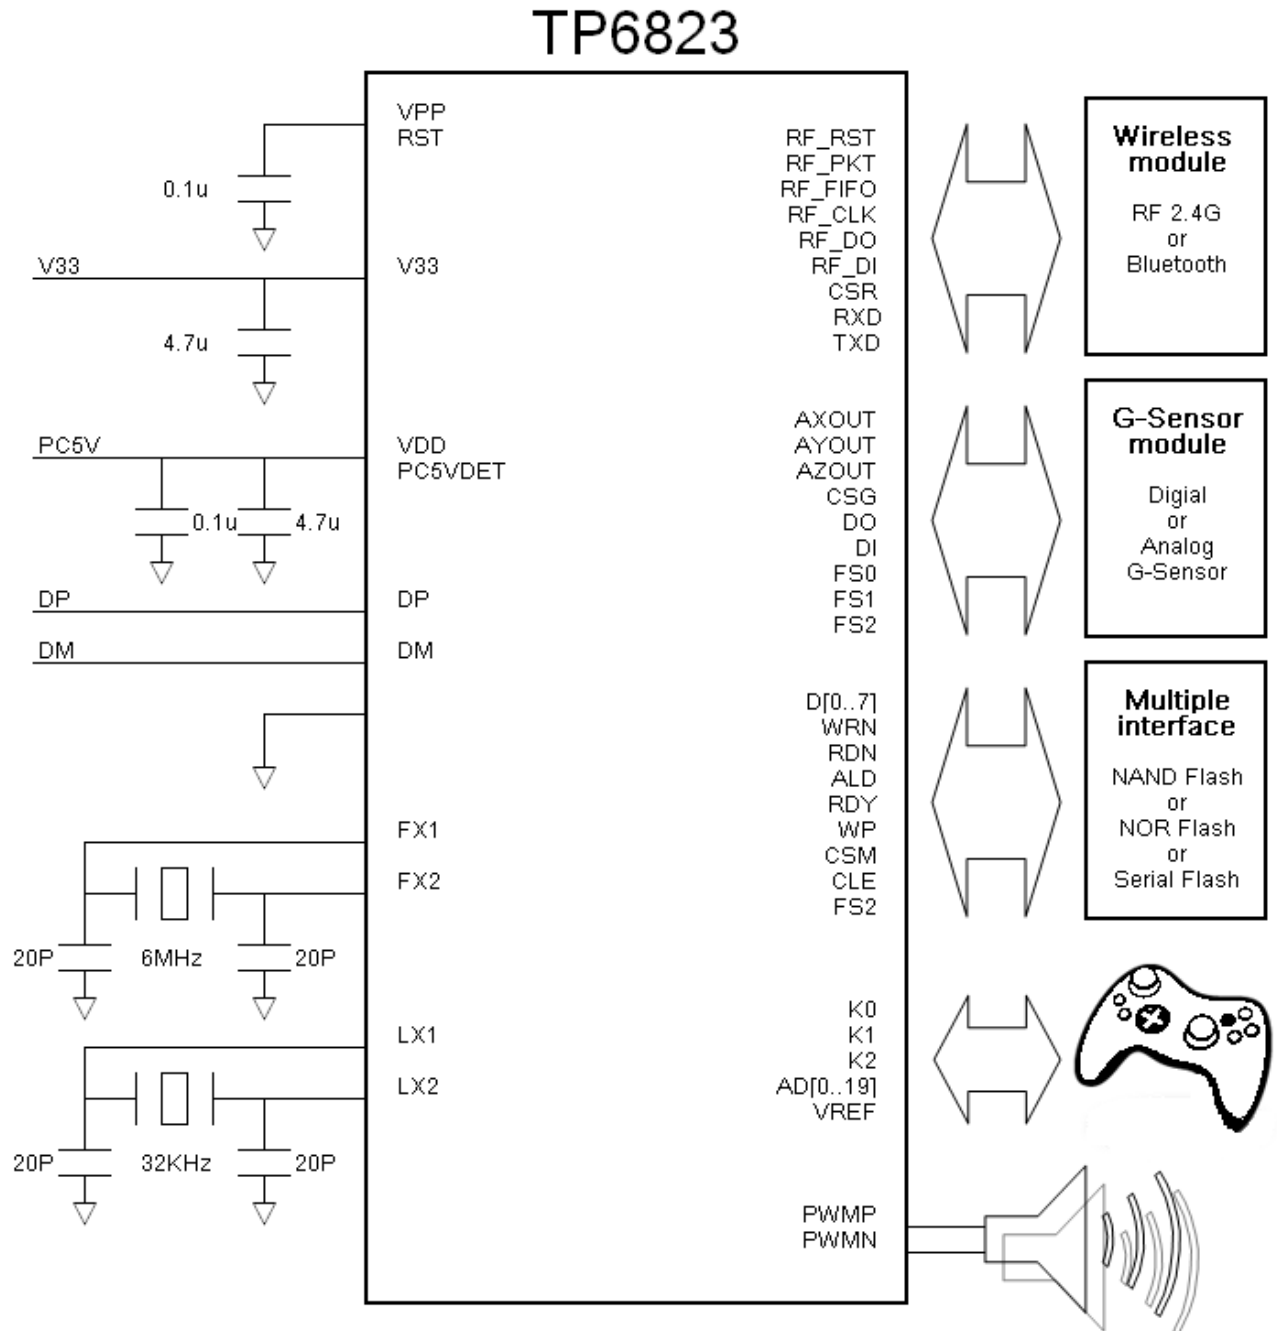 TP6823
VPP
RST
0.1u
V33
V33
4.7u
PC5V
VDD
PC5VDET
0.1u
4.7u
DP
DP
DM
DM
FX1
FX2
20P
6MHz
20P
LX1
LX2
20P
32KHz
20P
RF_RST
RF_PKT
RF_FIFO
RF_CLK
RF_DO
RF_DI
CSR
RXD
TXD
Wireless
module
RF 2.4G
or
Bluetooth
AXOUT
AYOUT
AZOUT
CSG
DO
DI
FS0
FS1
FS2
G-Sensor
module
Digial
or
Analog
G-Sensor
D[0..7]
WRN
RDN
ALD
RDY
WP
CSM
CLE
FS2
Multiple
interface
NAND Flash
or
NOR Flash
or
Serial Flash
K0
K1
K2
AD[0..19]
VREF
PWMP
PWMN